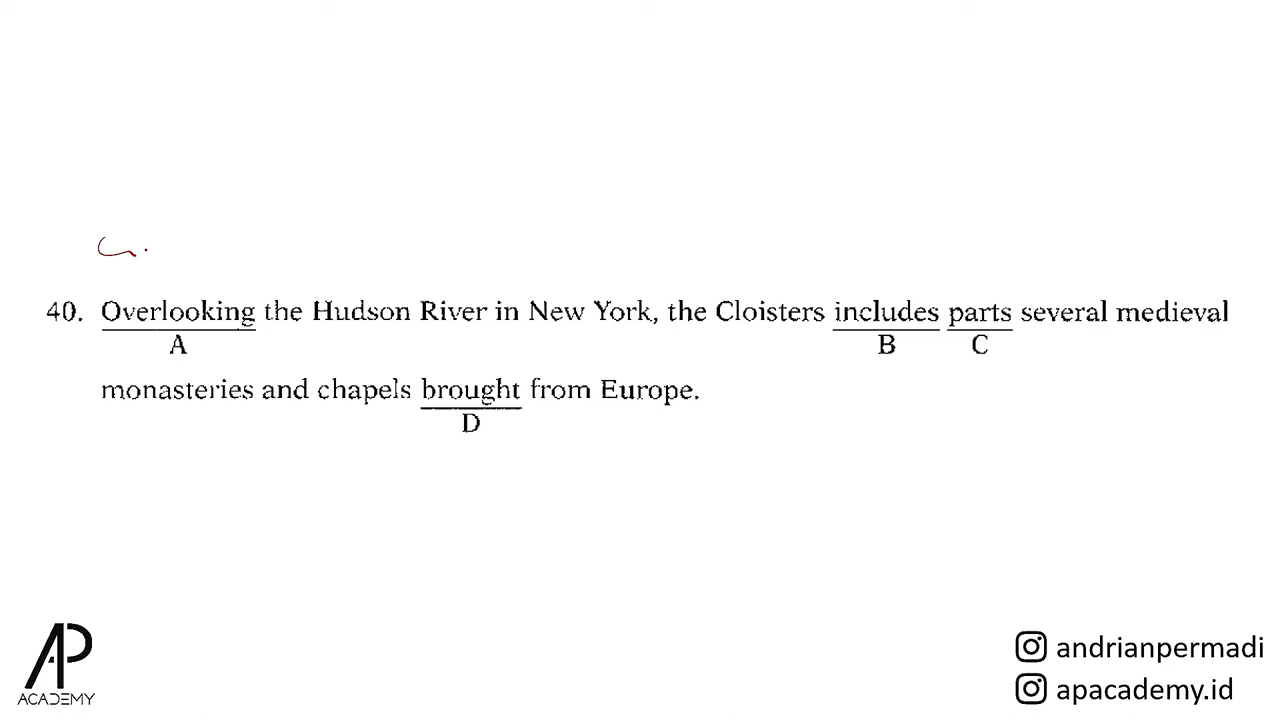 40. Overlooking the Hudson River in New York, the Cloisters includes parts several medieval
A B C
monasteries and chapels brought from Europe.
D
AP
ACADEMY
andrianpermadi
apacademy.id